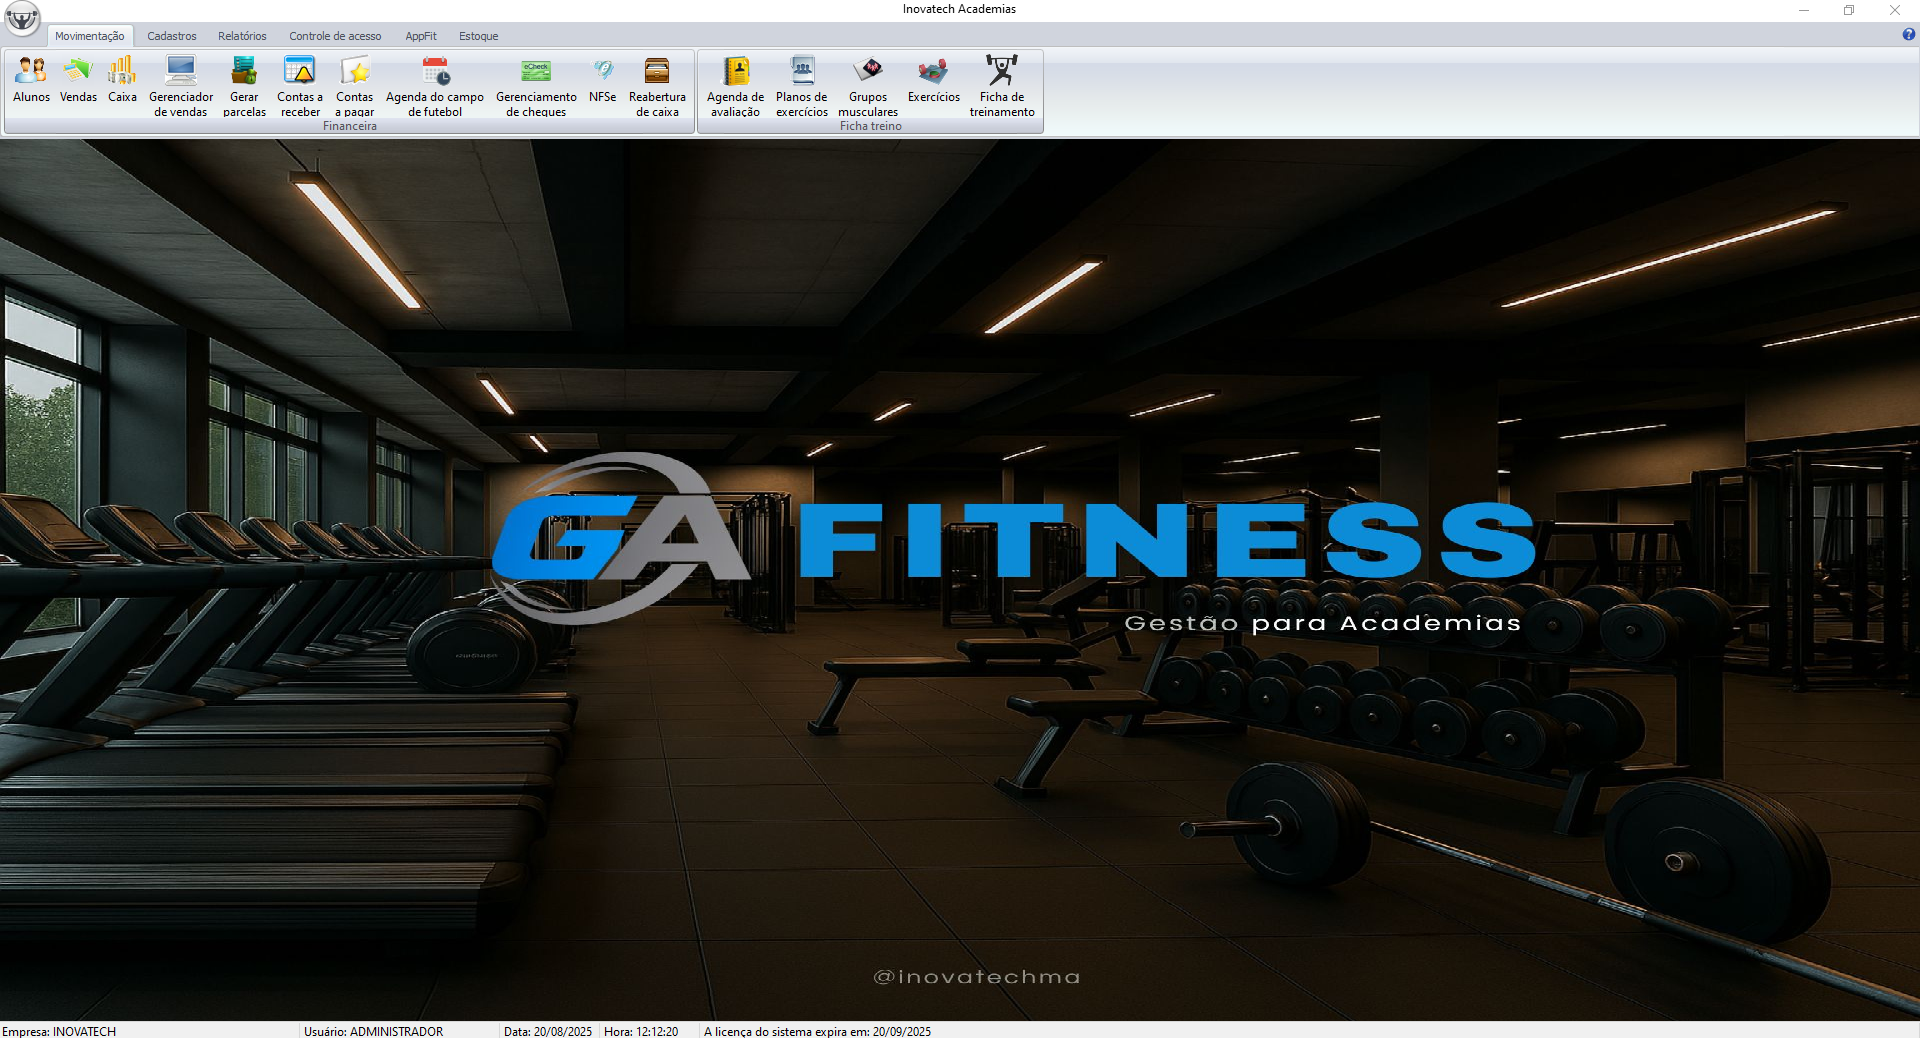 Inovatech Academias
Movimentação Cadastros Relatórios Controle de acesso AppFit Estoque
Alunos
Vendas
Caixa
Gerenciador
de vendas
Gerar
parcelas
Contas a
receber
Contas
a pagar
Agenda do campo
de futebol
eCheck
Gerenciamento
de cheques
NFSe
Reabertura
de caixa
Financeira
Agenda de
avaliação
Planos de
exercícios
Grupos
musculares
Exercícios
Ficha de
treinamento
Ficha treino
GA FITNESS
Gestão para Academias
@inovatechma
Empresa: INOVATECH Usuário: ADMINISTRADOR Data: 20/08/2025 Hora: 12:12:20 A licença do sistema expira em: 20/09/2025